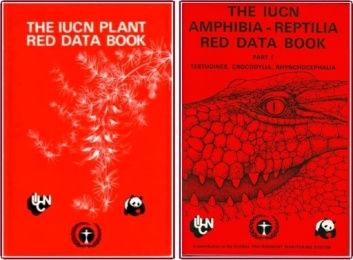 THE IUCN PLANT
RED DATA BOOK
IUCN
THE IUCN
AMPHIBIA - REPTILIA
RED DATA BOOK
PART 1
TESTUDINES, CROCODYLIA, RHYNCHOCEPHALIA
IUCN